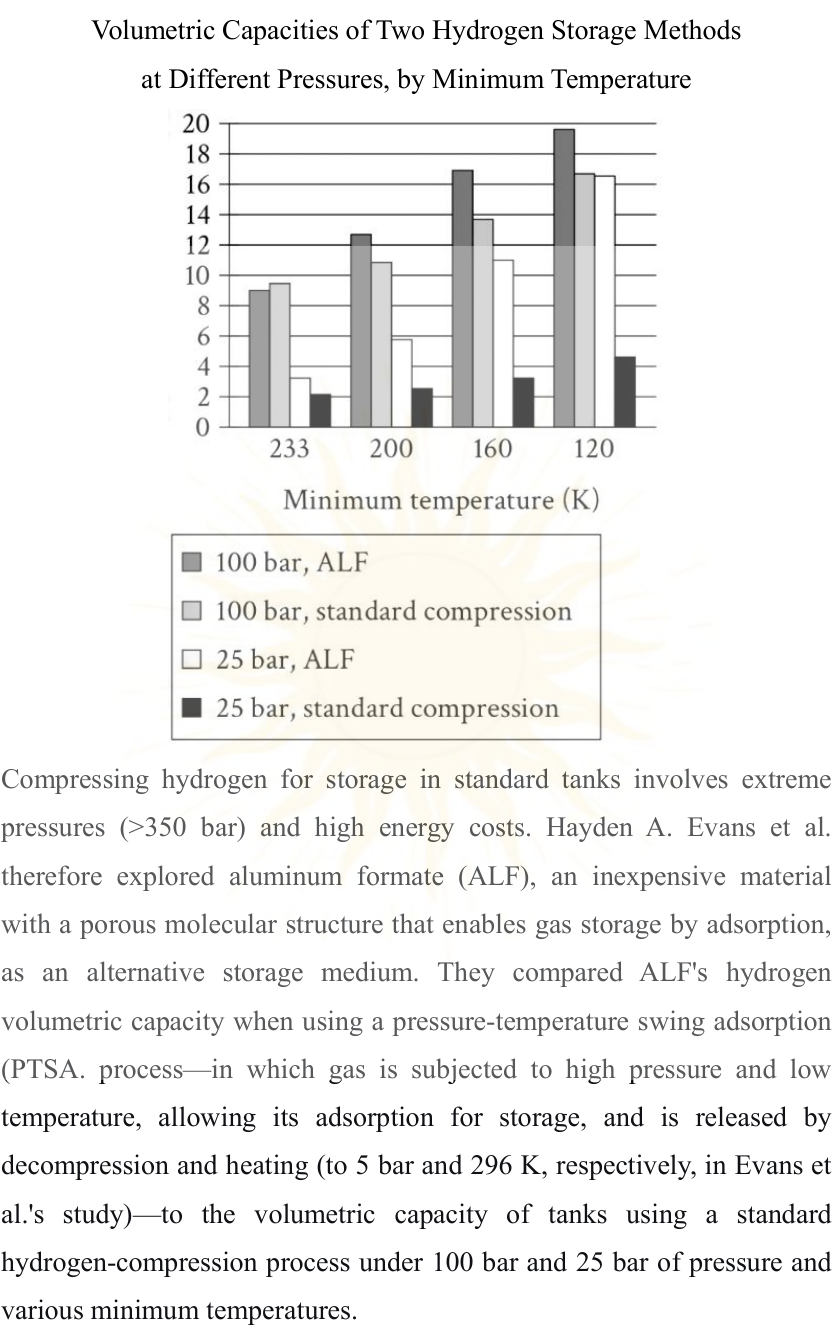 Volumetric Capacities of Two Hydrogen Storage Methods
at Different Pressures, by Minimum Temperature
20
18
16
14
12
10
8
6
4
2
0
233 200 160 120
Minimum temperature (K)
100 bar, ALF
100 bar, standard compression
25 bar, ALF
25 bar, standard compression
Compressing hydrogen for storage in standard tanks involves extreme
pressures (>350 bar) and high energy costs. Hayden A. Evans et al.
therefore explored aluminum formate (ALF), an inexpensive material
with a porous molecular structure that enables gas storage by adsorption,
as an alternative storage medium. They compared ALF's hydrogen
volumetric capacity when using a pressure-temperature swing adsorption
(PTSA. process—in which gas is subjected to high pressure and low
temperature, allowing its adsorption for storage, and is released by
decompression and heating (to 5 bar and 296 K, respectively, in Evans et
al.'s study)—to the volumetric capacity of tanks using a standard
hydrogen-compression process under 100 bar and 25 bar of pressure and
various minimum temperatures.